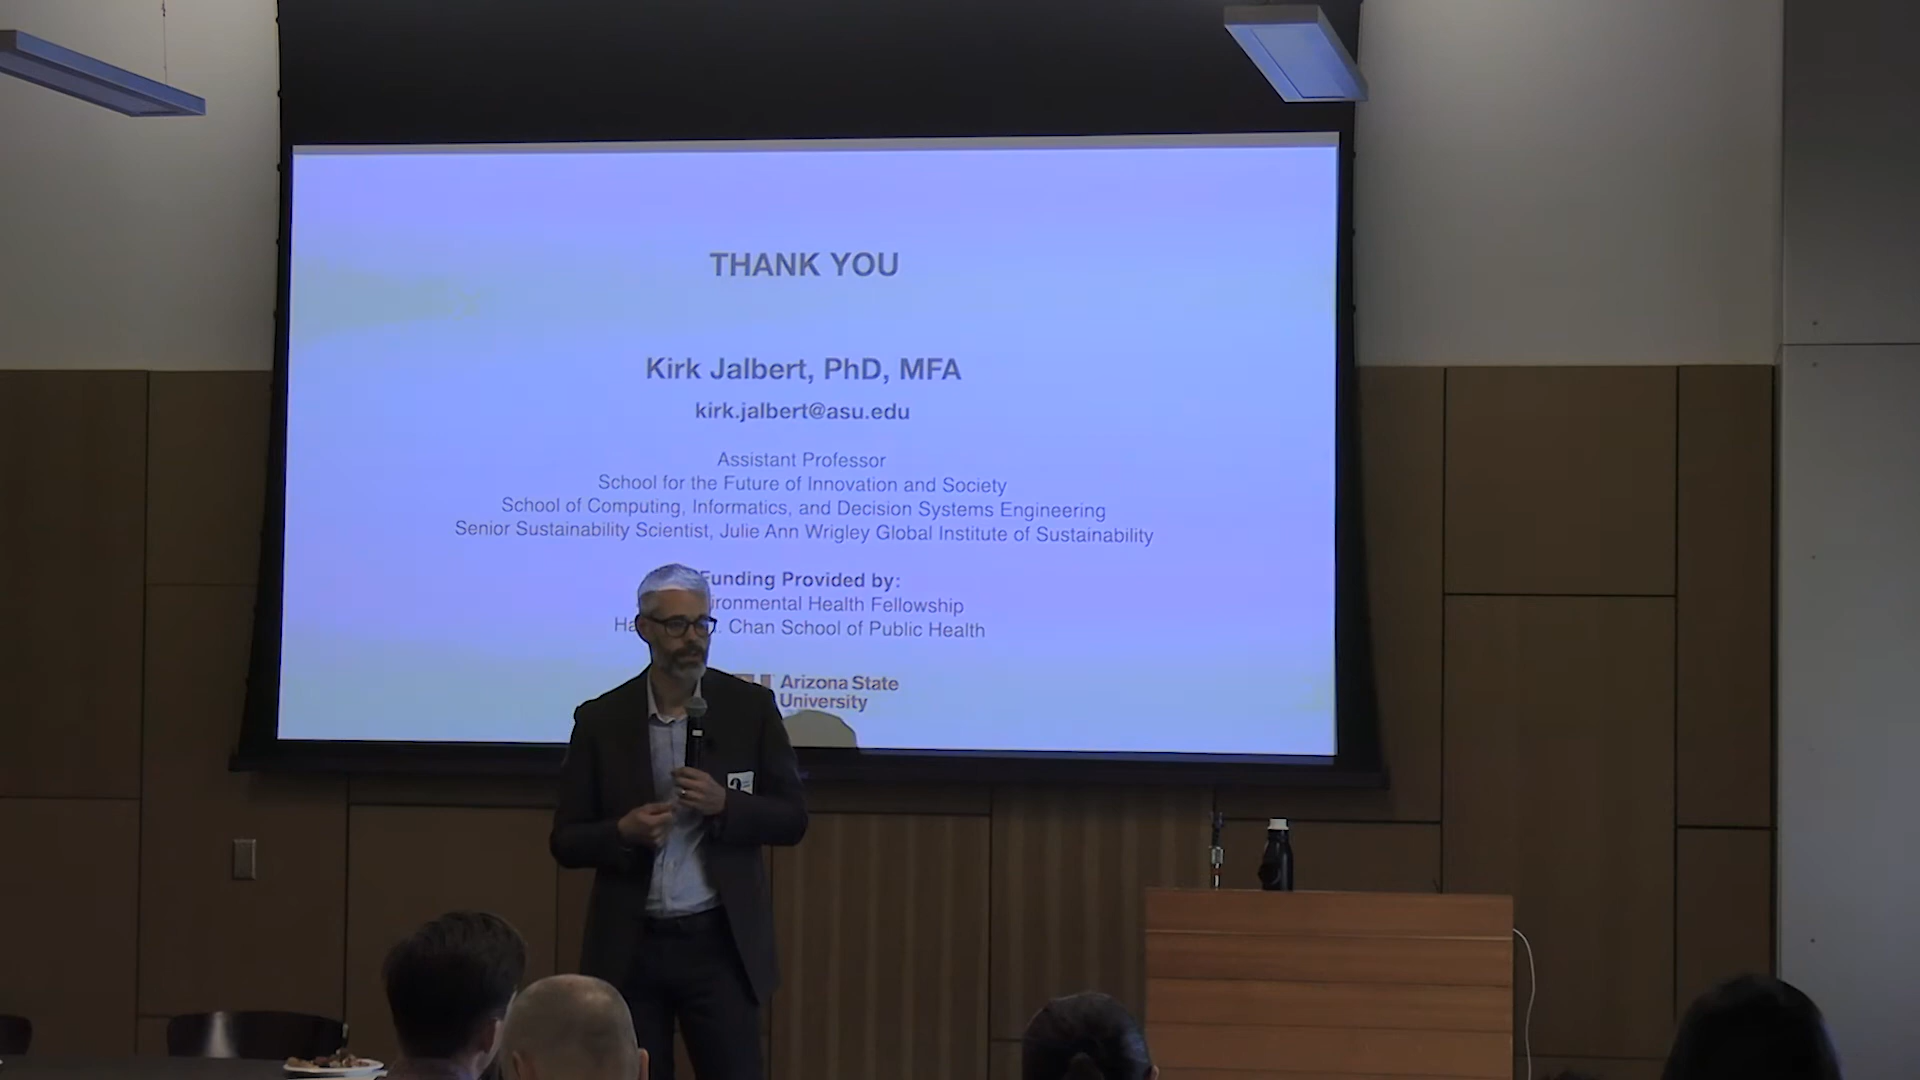 THANK YOU
Kirk Jalbert, PhD, MFA
kirk.jalbert@asu.edu
Assistant Professor
School for the Future of Innovation and Society
School of Computing, Informatics, and Decision Systems Engineering
Senior Sustainability Scientist, Julie Ann Wrigley Global Institute of Sustainability
Funding Provided by:
Health Fellowship
Chan School of Public Health
Arizona State
University